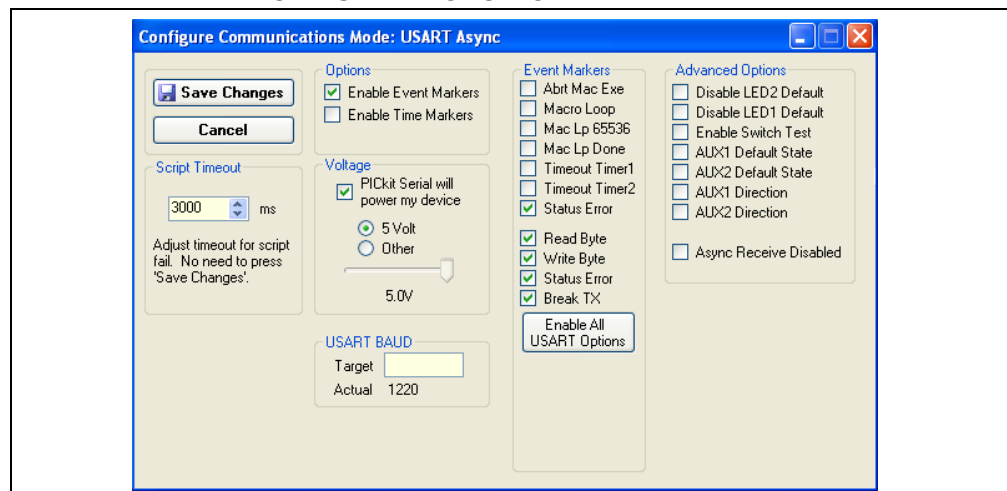 Configure Communications Mode: USART Async
Save Changes
Cancel
Script Timeout
3000 ms
Adjust timeout for script
fail. No need to press
'Save Changes'.
Options
Enable Event Markers
Enable Time Markers
Voltage
PICkit Serial will
power my device
5 Volt
Other
5.0V
USART BAUD
Target
Actual 1220
Event Markers
Abrt Mac Exe
Macro Loop
Mac Lp 65536
Mac Lp Done
Timeout Timer1
Timeout Timer2
Status Error
Read Byte
Write Byte
Status Error
Break TX
Enable All
USART Options
Advanced Options
Disable LED2 Default
Disable LED1 Default
Enable Switch Test
AUX1 Default State
AUX2 Default State
AUX1 Direction
AUX2 Direction
Async Receive Disabled